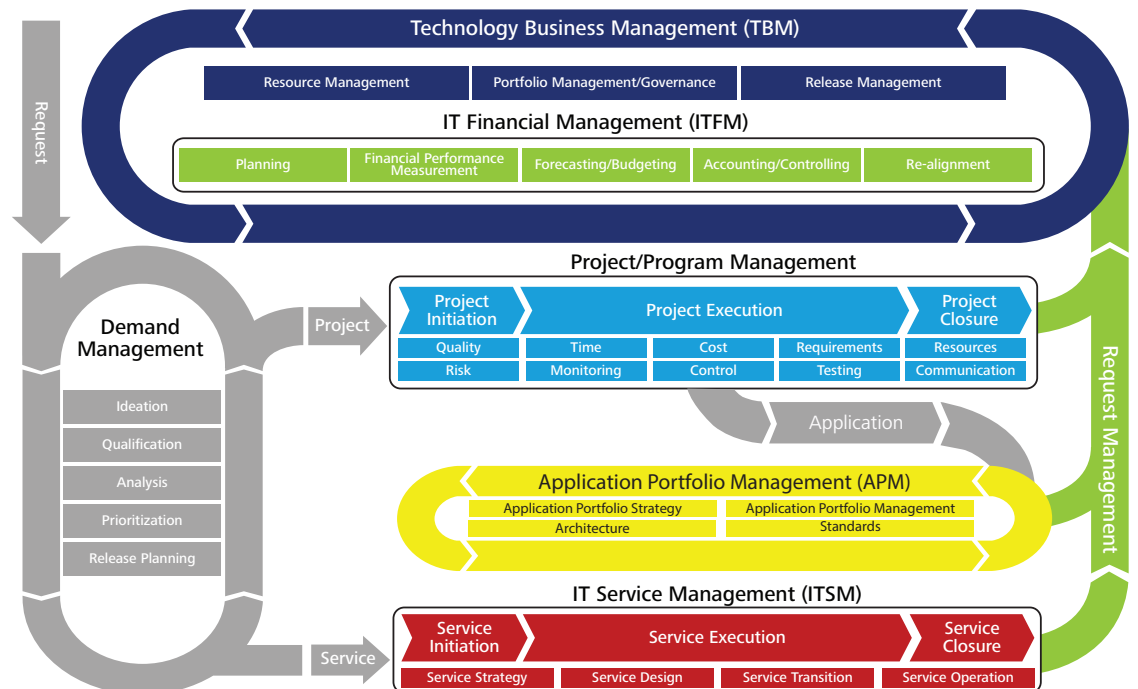 Technology Business Management (TBM)
Request
Resource Management
Portfolio Management/Governance
Release Management
IT Financial Management (ITFM)
Planning
Financial Performance
Measurement
Forecasting/Budgeting
Accounting/Controlling
Re-alignment
Demand
Management
Ideation
Qualification
Analysis
Prioritization
Release Planning
Project
Project/Program Management
Project
Initiation
Project Execution
Project
Closure
Quality
Time
Cost
Requirements
Resources
Risk
Monitoring
Control
Testing
Communication
Application
Application Portfolio Management (APM)
Application Portfolio Strategy
Application Portfolio Management
Architecture
Standards
Request Management
Service
IT Service Management (ITSM)
Service
Initiation
Service Execution
Service
Closure
Service Strategy
Service Design
Service Transition
Service Operation